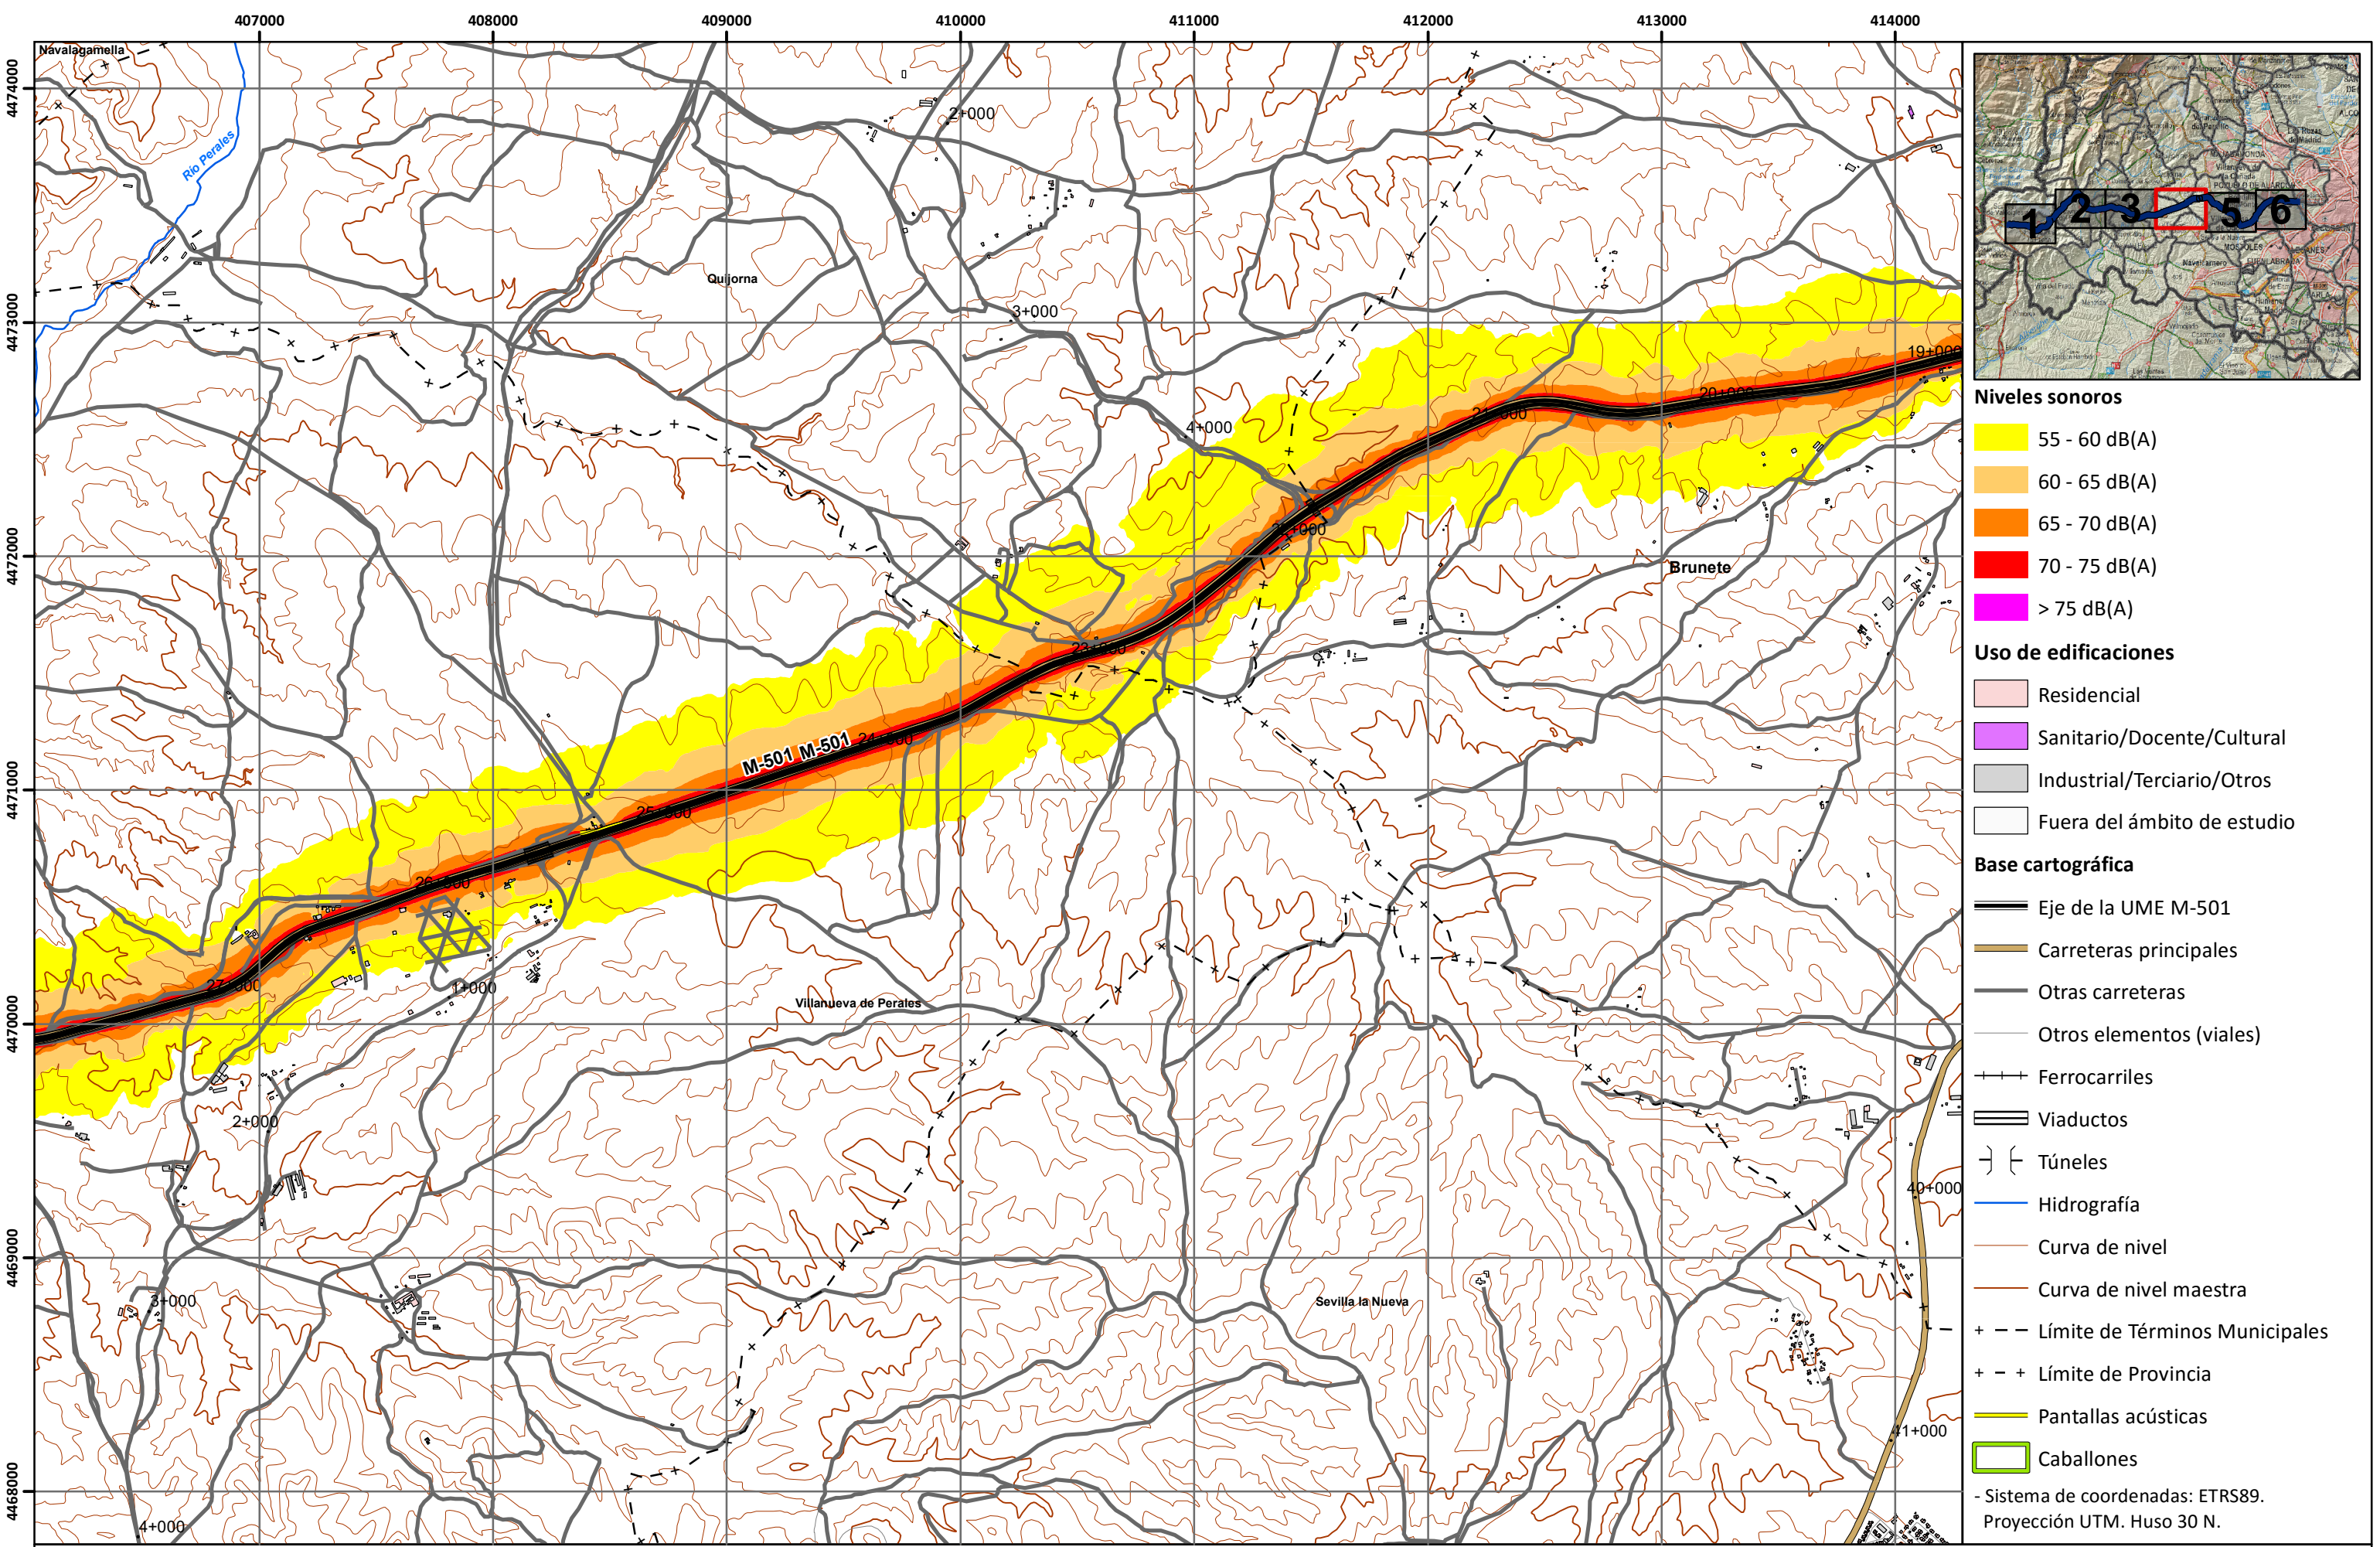 407000
408000
409000
410000
411000
412000
413000
414000
4474000
4473000
4472000
4471000
4470000
4469000
4468000
Navalagamella
Río Perales
2+000
Quijorna
3+000
19+000
20+000
21+000
4+000
22+000
Brunete
23+000
M-501 M-501
24+000
25+000
26+000
27+000
1+000
Villanueva de Perales
2+000
40+000
3+000
Sevilla la Nueva
41+000
4+000
1
2
3
5
6
Niveles sonoros
55 - 60 dB(A)
60 - 65 dB(A)
65 - 70 dB(A)
70 - 75 dB(A)
> 75 dB(A)
Uso de edificaciones
Residencial
Sanitario/Docente/Cultural
Industrial/Terciario/Otros
Fuera del ámbito de estudio
Base cartográfica
Eje de la UME M-501
Carreteras principales
Otras carreteras
Otros elementos (viales)
Ferrocarriles
Viaductos
Túneles
Hidrografía
Curva de nivel
Curva de nivel maestra
Límite de Términos Municipales
Límite de Provincia
Pantallas acústicas
Caballones
- Sistema de coordenadas: ETRS89.
Proyección UTM. Huso 30 N.